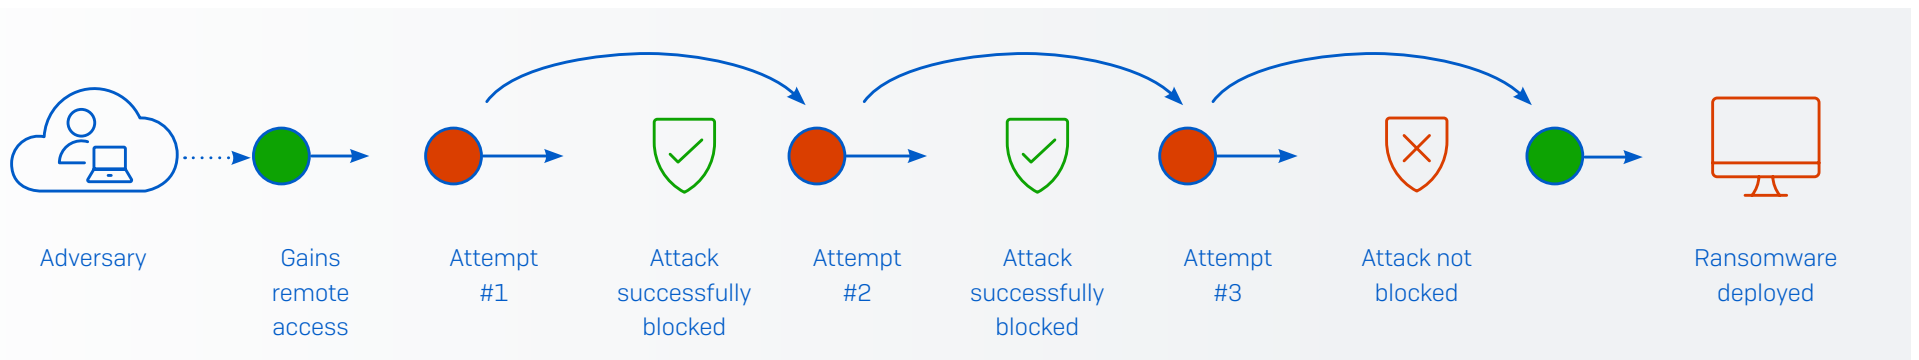 Adversary
Gains
remote
access
Attempt
#1
Attack
successfully
blocked
Attempt
#2
Attack
successfully
blocked
Attempt
#3
Attack not
blocked
Ransomware
deployed